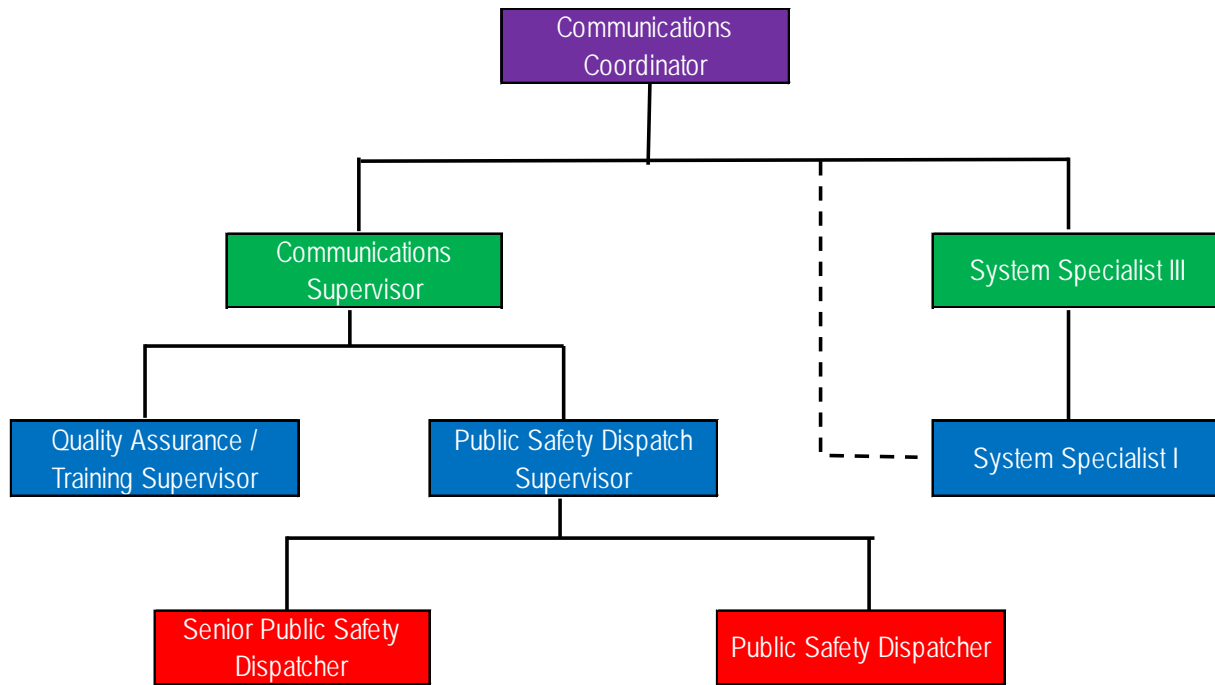 Communications
Coordinator
Communications
Supervisor
System Specialist III
Quality Assurance /
Training Supervisor
Public Safety Dispatch
Supervisor
System Specialist I
Senior Public Safety
Dispatcher
Public Safety Dispatcher